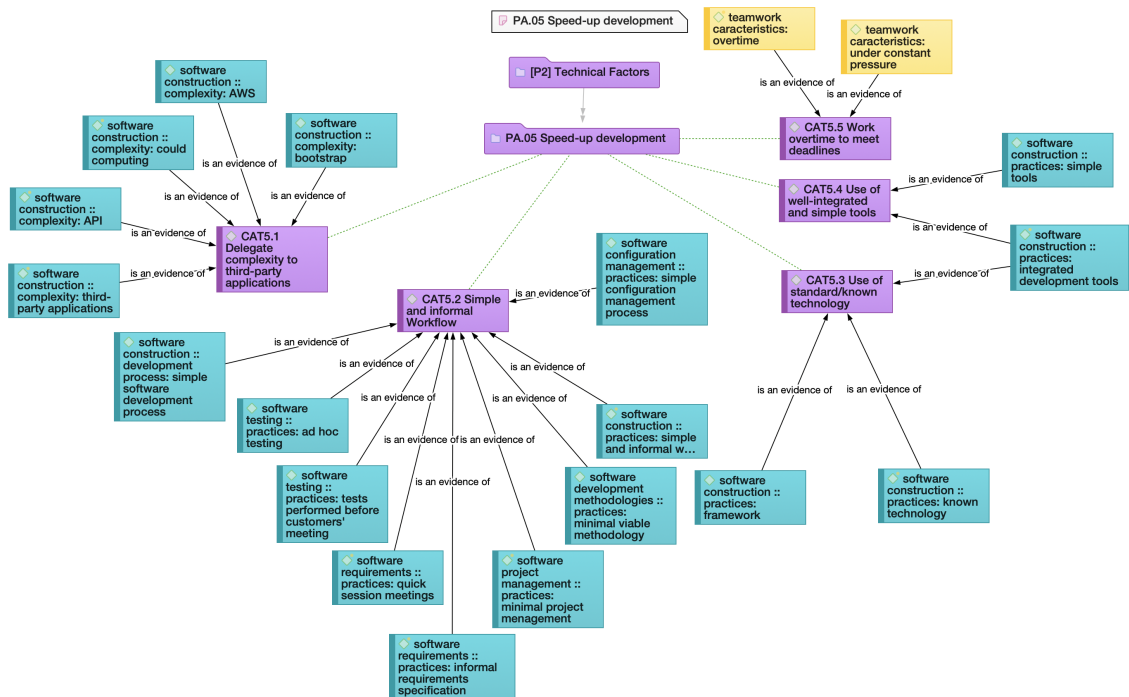 PA.05 Speed-up development
teamwork
caracteristics:
overtime
teamwork
caracteristics:
under constant
pressure
[P2] Technical Factors
software
construction ::
complexity: AWS
is an evidence of
is an evidence of
software
construction ::
complexity: could
computing
software
construction ::
complexity:
bootstrap
PA.05 Speed-up development
CAT5.5 Work
overtime to meet
deadlines
software
construction ::
practices: simple
tools
is an evidence of
is an evidence of
is an evidence of
is an evidence of
software
construction ::
complexity: API
CAT5.4 Use of
well-integrated
and simple tools
is an evidence of
is an evidence of
CAT5.1
Delegate
complexity to
third-party
applications
software
configuration
management ::
practices: simple
configuration
management
process
software
construction ::
practices:
integrated
development tools
software
construction ::
complexity: third-
party applications
is an evidence of
is an evidence of
CAT5.3 Use of
standard/known
technology
CAT5.2 Simple
and informal
Workflow
is an evidence of
software
construction ::
development
process: simple
software
development
process
is an evidence of
is an evidence of
is an evidence of
is an evidence of
is an evidence of
is an evidence of
is an evidence of
software
testing ::
practices: ad hoc
testing
software
construction ::
practices: simple
and informal w...
is an evidence of
is an evidence of
is an evidence of
software
testing ::
practices: tests
performed before
customers'
meeting
software
development
methodologies ::
practices:
minimal viable
methodology
software
construction ::
practices:
framework
software
construction ::
practices: known
technology
software
requirements ::
practices: quick
session meetings
software
project
management ::
practices:
minimal project
menagement
software
requirements ::
practices: informal
requirements
specification